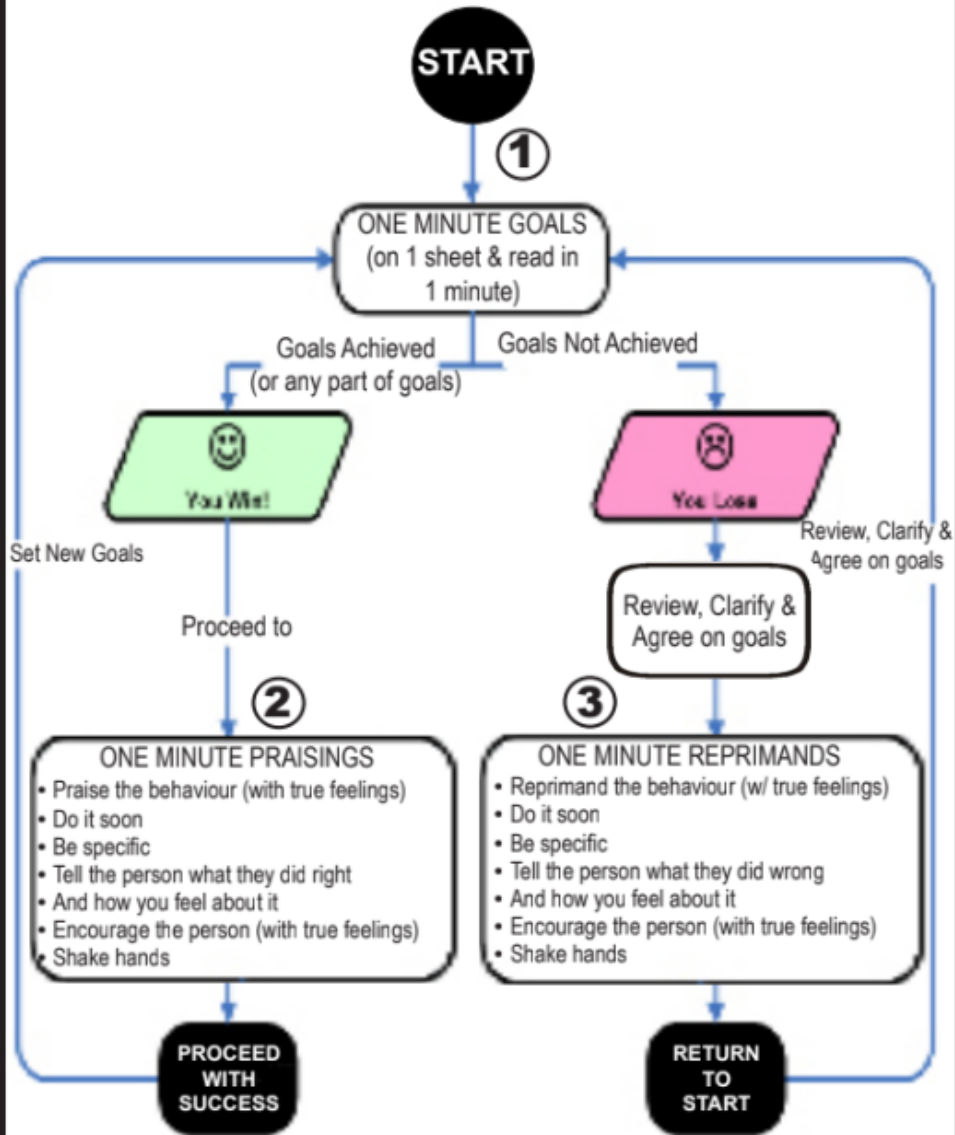 START
1
ONE MINUTE GOALS
(on 1 sheet & read in
1 minute)
Goals Achieved
(or any part of goals)
Goals Not Achieved
You Win!
You Loss
Set New Goals
Review, Clarify &
Agree on goals
Proceed to
Review, Clarify &
Agree on goals
2
ONE MINUTE PRAISINGS
• Praise the behaviour (with true feelings)
• Do it soon
• Be specific
• Tell the person what they did right
• And how you feel about it
• Encourage the person (with true feelings)
• Shake hands
3
ONE MINUTE REPRIMANDS
• Reprimand the behaviour (w/ true feelings)
• Do it soon
• Be specific
• Tell the person what they did wrong
• And how you feel about it
• Encourage the person (with true feelings)
• Shake hands
PROCEED
WITH
SUCCESS
RETURN
TO
START